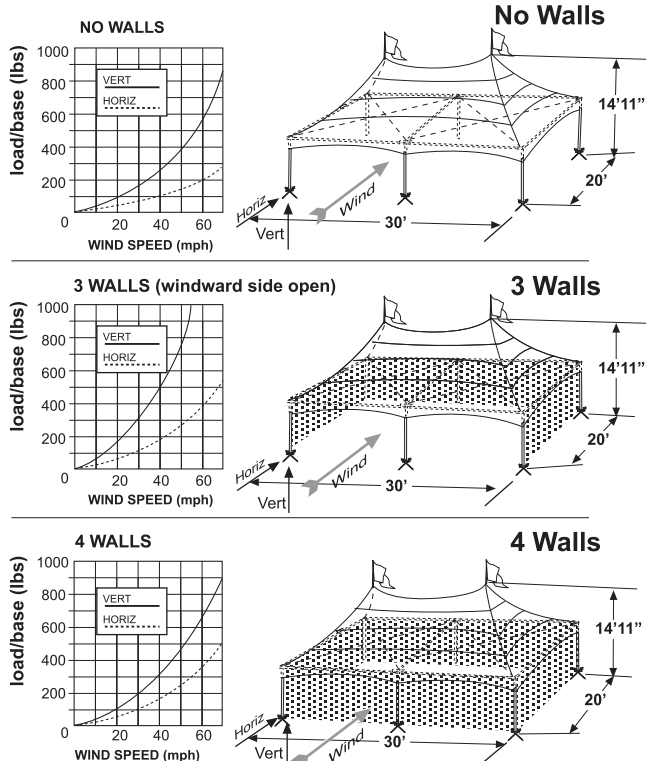 NO WALLS
load/base (lbs)
1000
800
600
400
200
0
VERT
HORIZ
20 40 60
WIND SPEED (mph)
No Walls
14'11”
20’
30’
Horiz
Vert
Wind
3 WALLS (windward side open)
load/base (lbs)
1000
800
600
400
200
0
VERT
HORIZ
20 40 60
WIND SPEED (mph)
3 Walls
14'11”
20’
30’
Horiz
Vert
Wind
4 WALLS
load/base (lbs)
1000
800
600
400
200
0
VERT
HORIZ
20 40 60
WIND SPEED (mph)
4 Walls
14'11”
20’
30’
Horiz
Vert
Wind